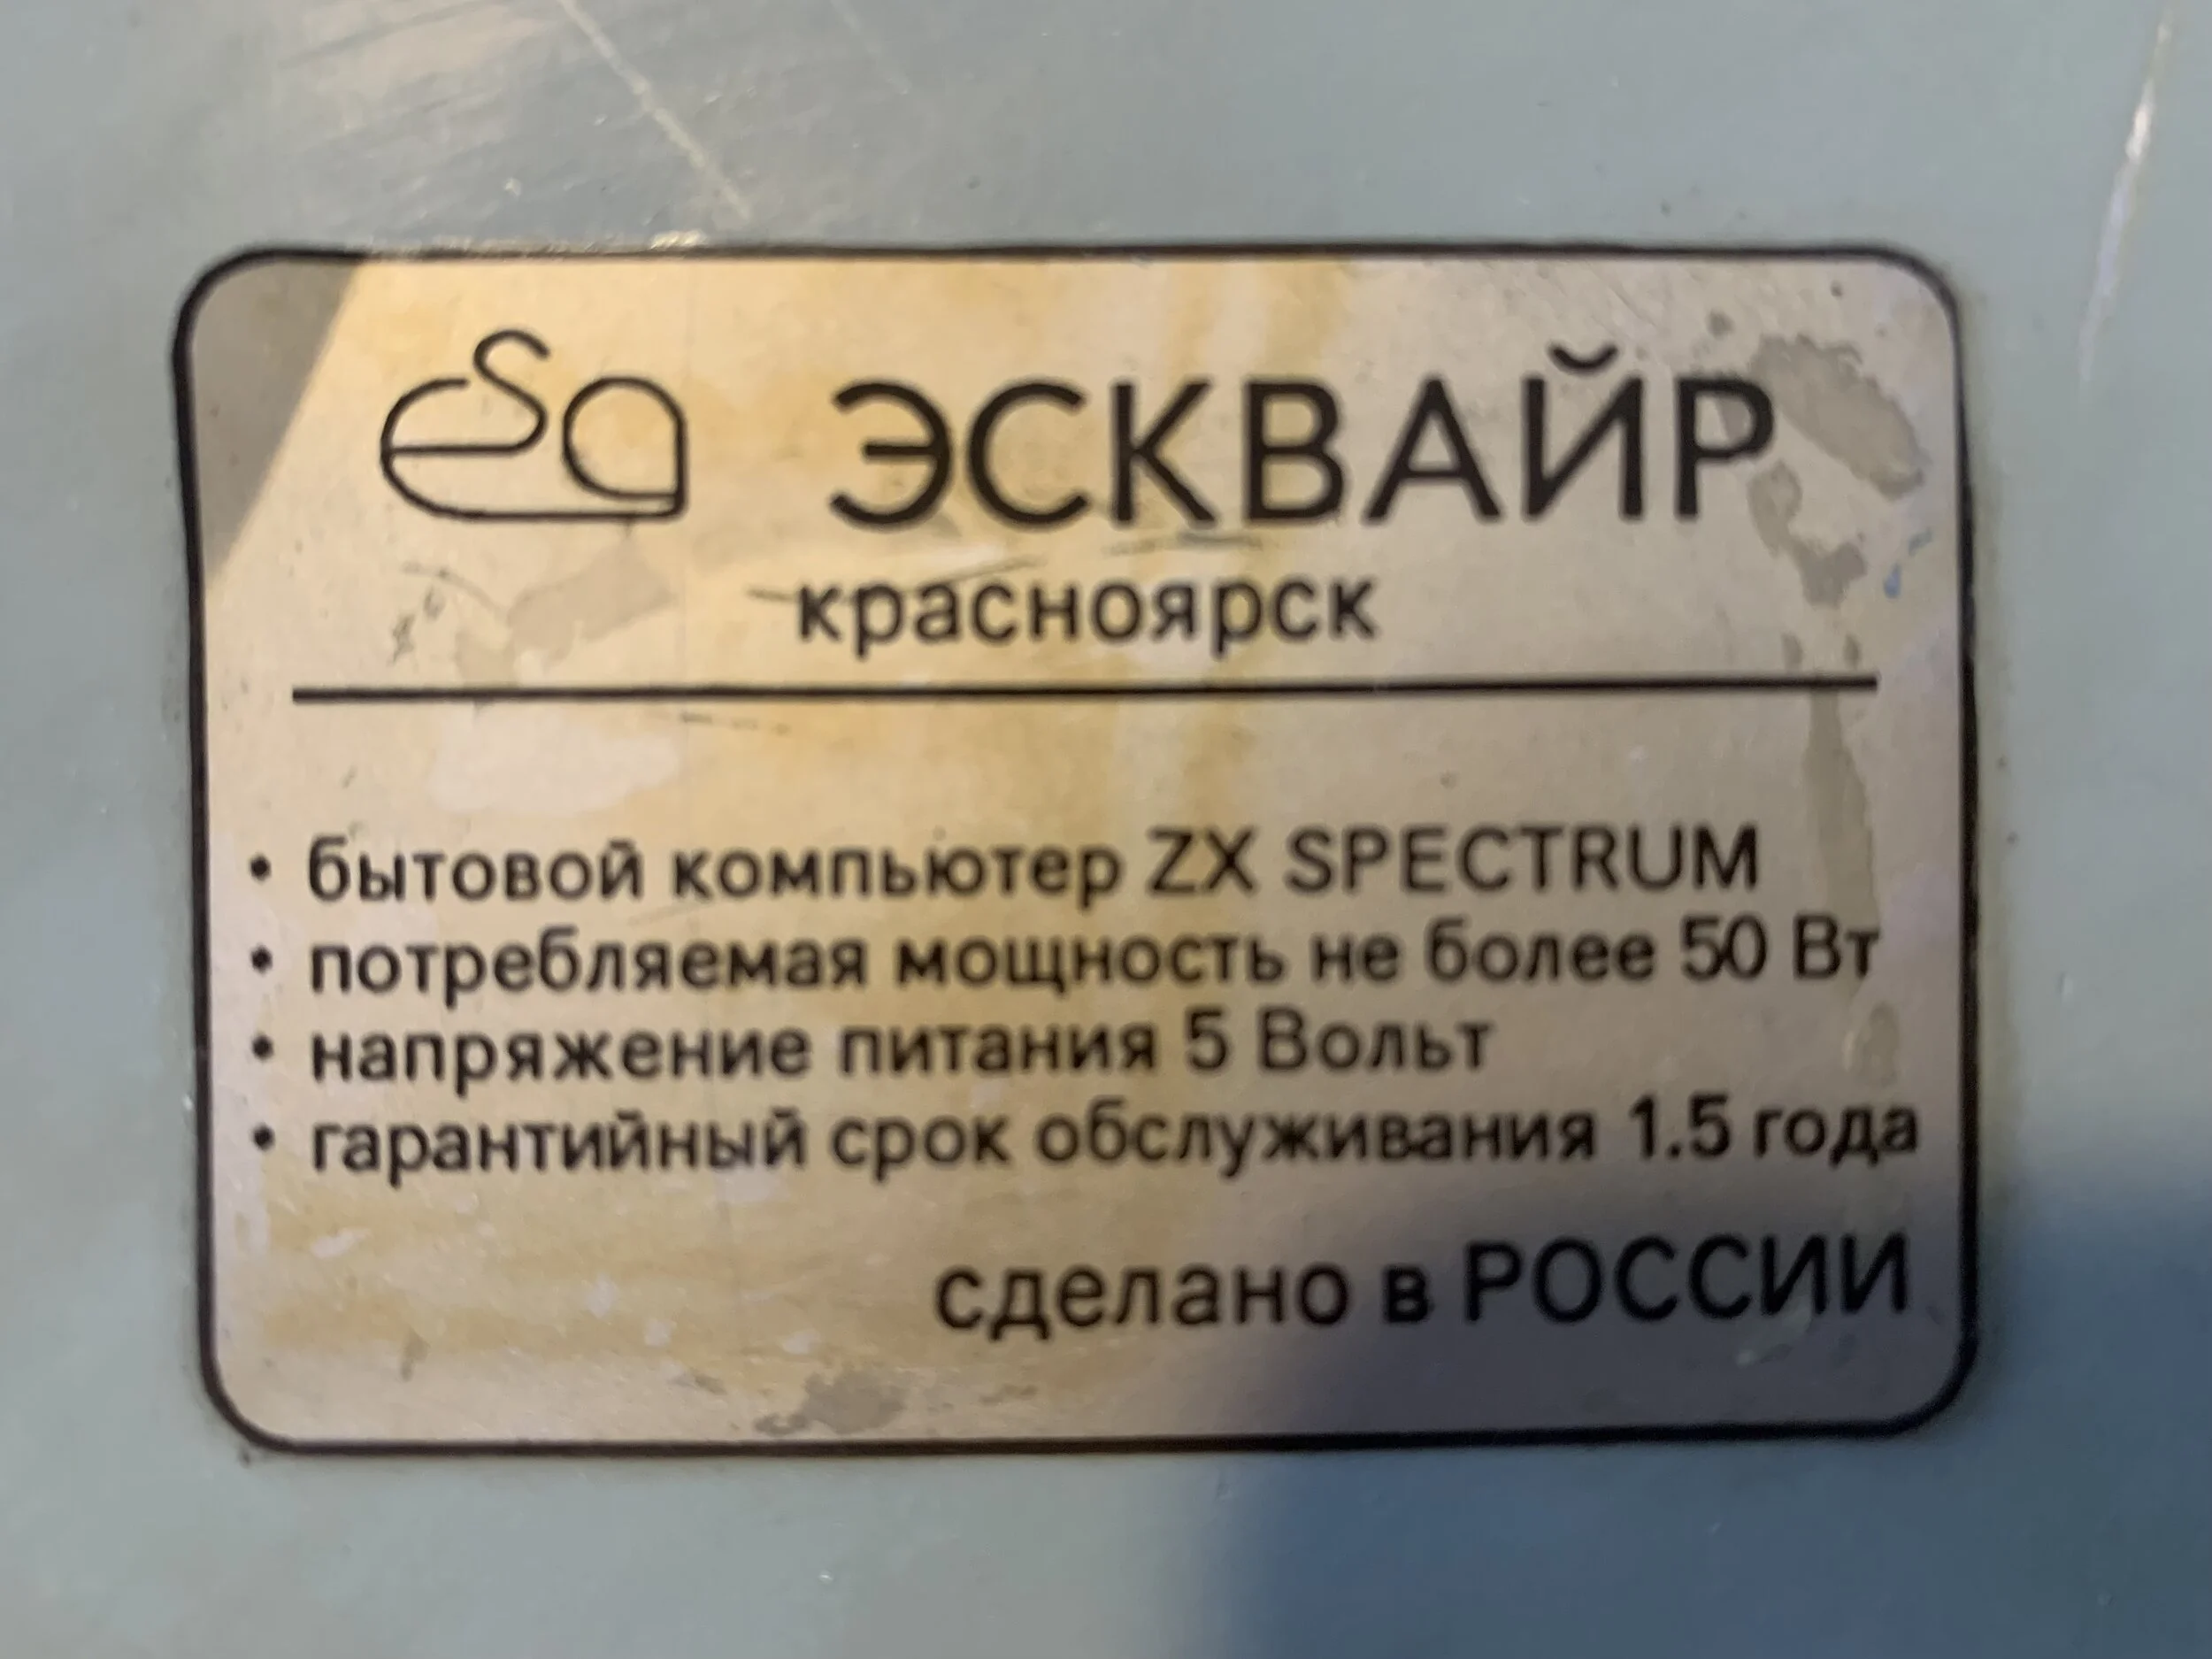 esq ЭСКВАЙР
красноярск
• бытовой компьютер ZX SPECTRUM
• потребляемая мощность не более 50 Вт
• напряжение питания 5 Вольт
• гарантийный срок обслуживания 1.5 года
сделано в РОССИИ